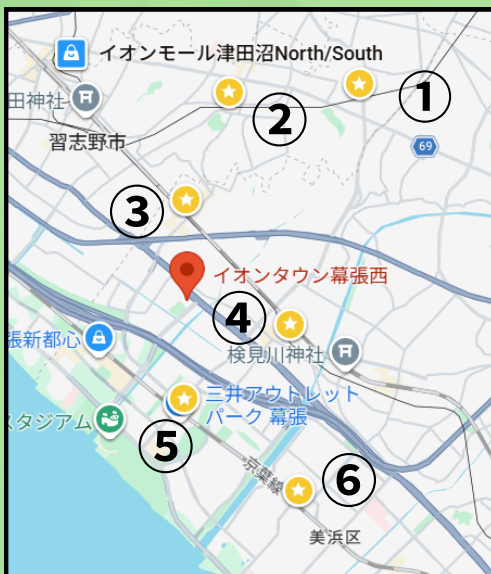 イオンモール津田沼North/South
①
田神社
②
69
習志野市
③
イオンタウン幕張西
④
張新都心
検見川神社
三井アウトレット
パーク 幕張
スタジアム
⑤
京葉線
⑥
美浜区